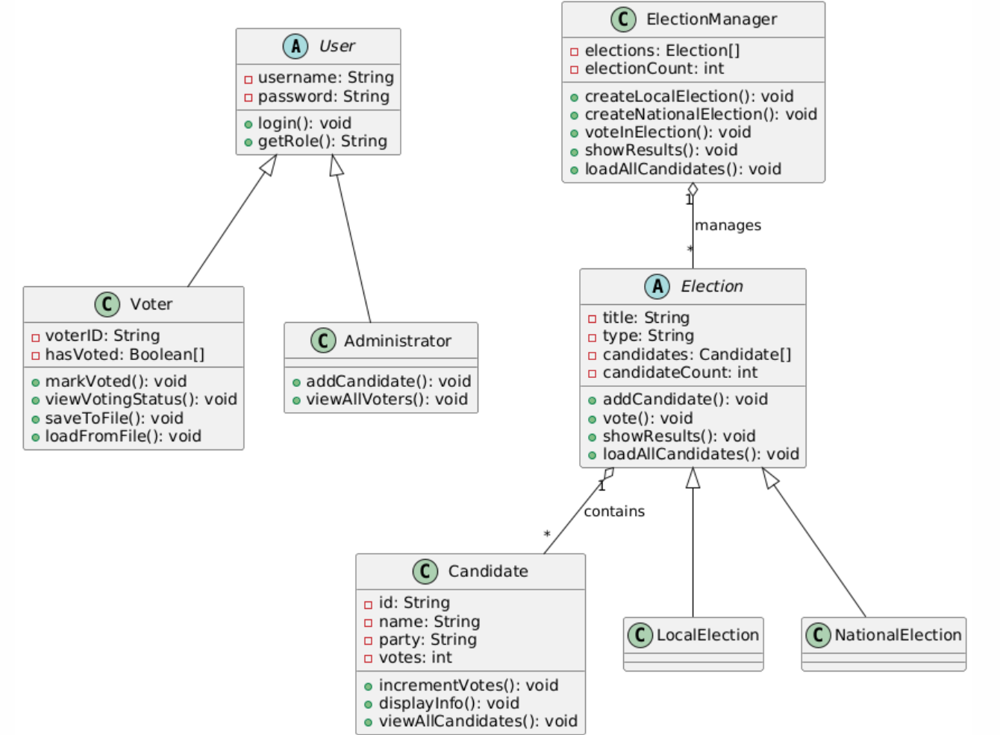 A User
username: String
password: String
login(): void
getRole(): String
C ElectionManager
elections: Election[]
electionCount: int
createLocalElection(): void
createNationalElection(): void
voteInElection(): void
showResults(): void
loadAllCandidates(): void
1
manages
*
C Voter
voterID: String
hasVoted: Boolean[]
markVoted(): void
viewVotingStatus(): void
saveToFile(): void
loadFromFile(): void
C Administrator
addCandidate(): void
viewAllVoters(): void
A Election
title: String
type: String
candidates: Candidate[]
candidateCount: int
addCandidate(): void
vote(): void
showResults(): void
loadAllCandidates(): void
1
contains
*
C Candidate
id: String
name: String
party: String
votes: int
incrementVotes(): void
displayInfo(): void
viewAllCandidates(): void
C LocalElection
C NationalElection